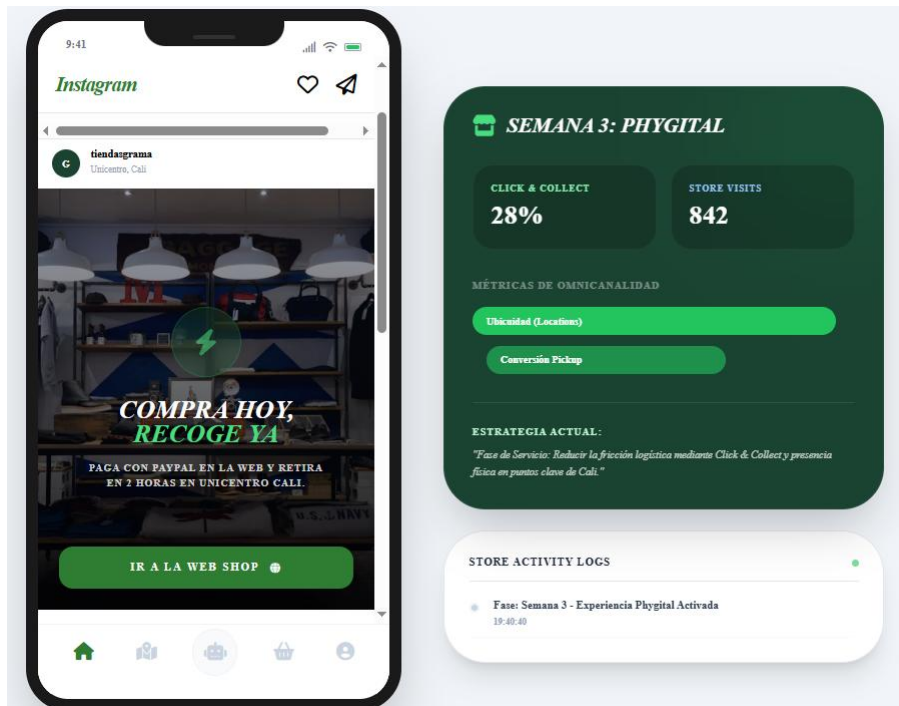 9:41
Instagram
G
tiendasgrama
Unicentro, Cali
BAGGAGE
M
COMPRA HOY,
RECOGE YA
PAGA CON PAYPAL EN LA WEB Y RETIRA
EN 2 HORAS EN UNICENTRO CALI.
U.S. NAVY
IR A LA WEB SHOP
SEMANA 3: PHYGITAL
CLICK & COLLECT
28%
STORE VISITS
842
MÉTRICAS DE OMNICANALIDAD
Ubicuidad (Locations)
Conversión Pickup
ESTRATEGIA ACTUAL:
"Fase de Servicio: Reducir la fricción logística mediante Click & Collect y presencia
física en puntos clave de Cali."
STORE ACTIVITY LOGS
Fase: Semana 3 - Experiencia Phygital Activada
19:40:40